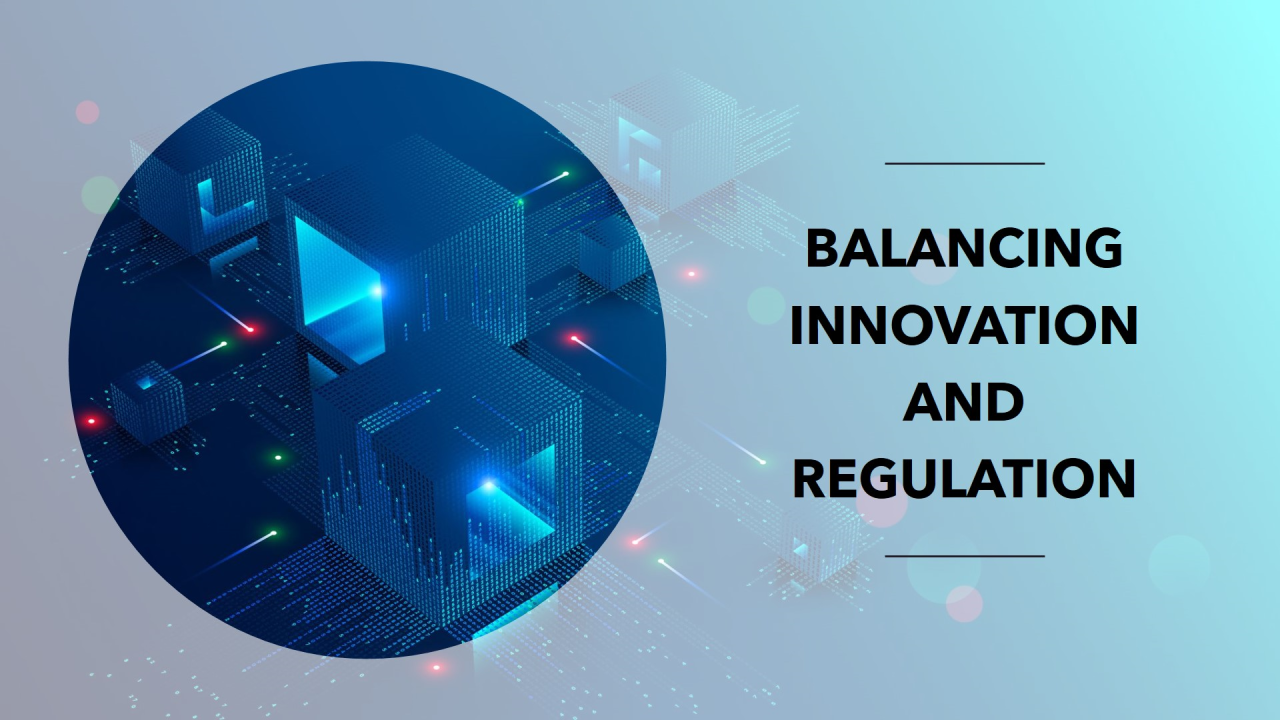 BALANCING
INNOVATION
AND
REGULATION